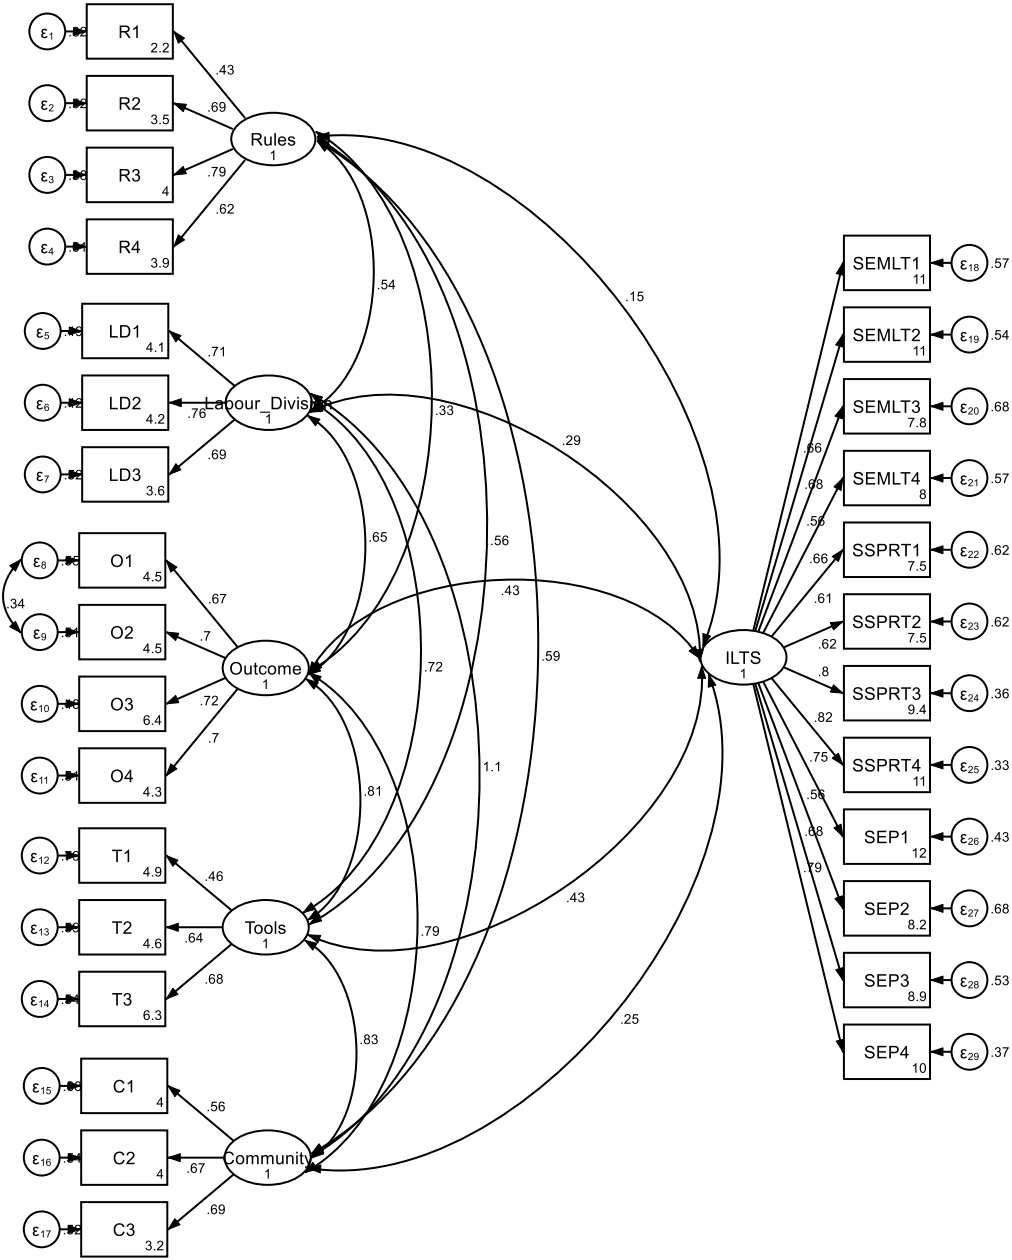 ε1
R1
2.2
.43
ε2
R2
3.5
.69
ε3
R3
4
.79
ε4
R4
3.9
.62
Rules
1
.15
.54
ε5
LD1
4.1
.71
ε6
LD2
4.2
.76
ε7
LD3
3.6
.69
Labour_Division
1
.33
.29
.56
.65
.43
.59
.72
ε8
O1
4.5
.67
.34
ε9
O2
4.5
.7
ε10
O3
6.4
.72
ε11
O4
4.3
.7
Outcome
1
1.1
.81
ε12
T1
4.9
.46
ε13
T2
4.6
.64
ε14
T3
6.3
.68
Tools
1
.43
.79
.83
.25
ε15
C1
4
.56
ε16
C2
4
.67
ε17
C3
3.2
.69
Community
1
ILTS
1
.66
.68
.56
.66
.61
.62
.8
.82
.75
.56
.68
.79
SEMLT1
11
ε18 .57
SEMLT2
11
ε19 .54
SEMLT3
7.8
ε20 .68
SEMLT4
8
ε21 .57
SSPRT1
7.5
ε22 .62
SSPRT2
7.5
ε23 .62
SSPRT3
9.4
ε24 .36
SSPRT4
11
ε25 .33
SEP1
12
ε26 .43
SEP2
8.2
ε27 .68
SEP3
8.9
ε28 .53
SEP4
10
ε29 .37